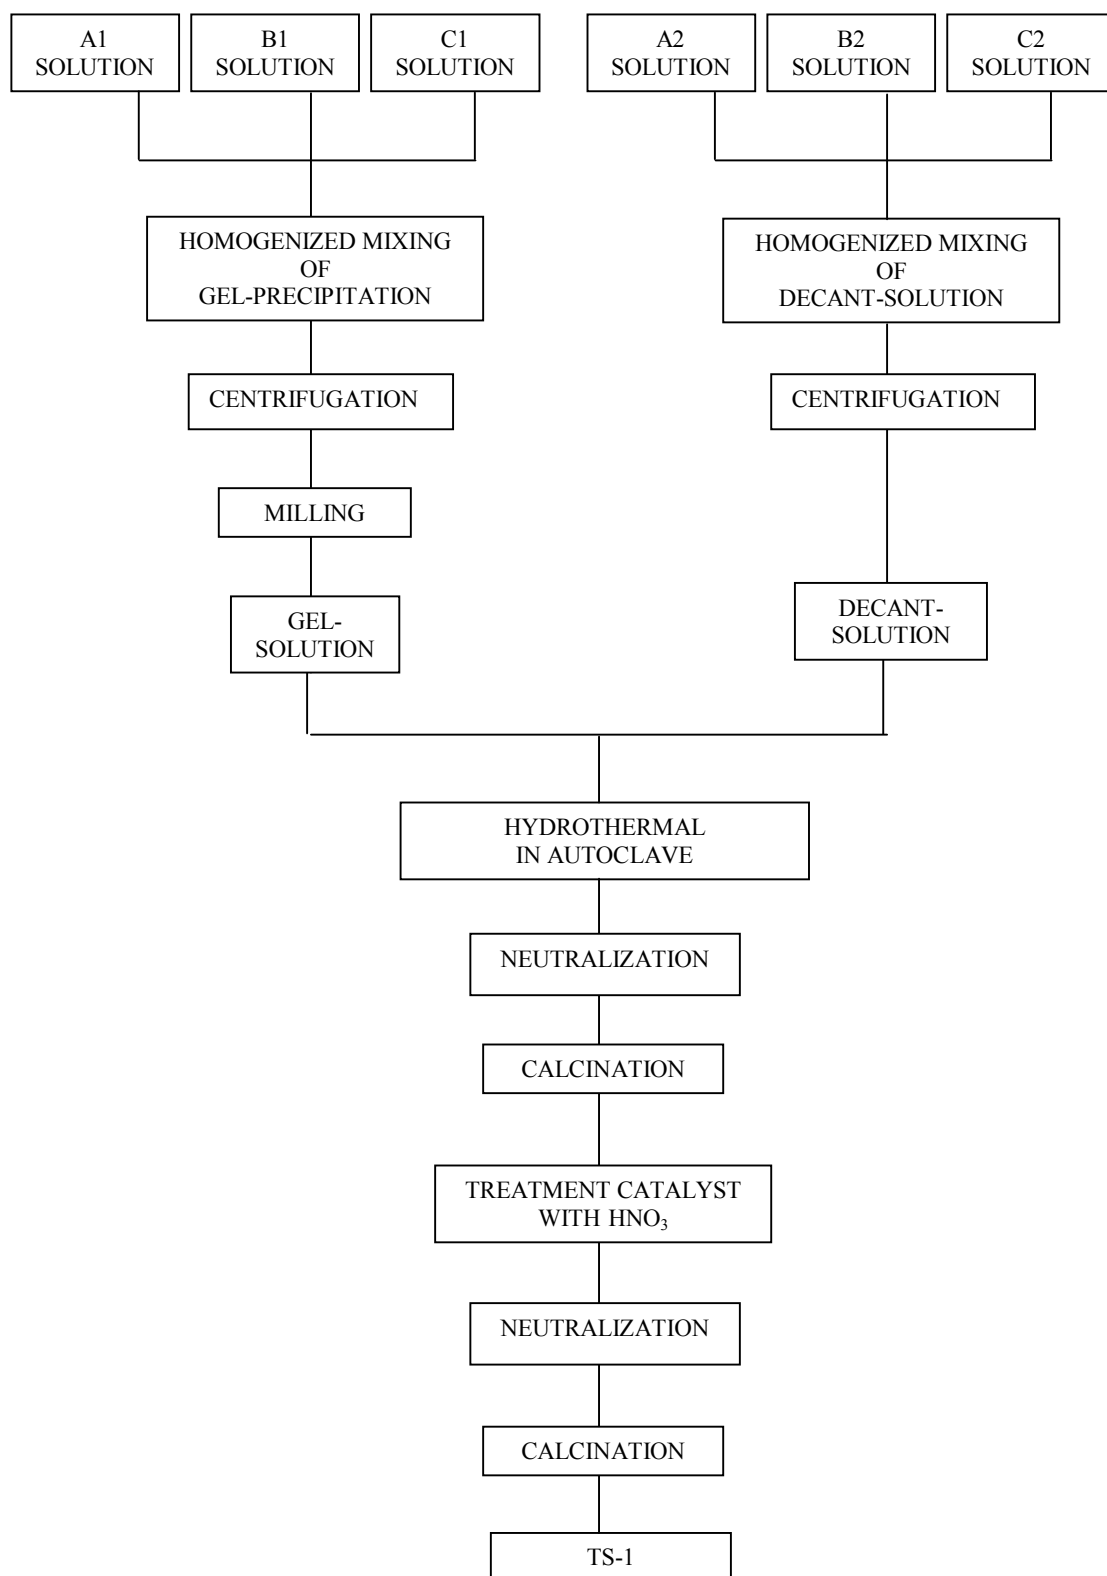 A1
SOLUTION
B1
SOLUTION
C1
SOLUTION
A2
SOLUTION
B2
SOLUTION
C2
SOLUTION
HOMOGENIZED MIXING
OF
GEL-PRECIPITATION
HOMOGENIZED MIXING
OF
DECANT-SOLUTION
CENTRIFUGATION
CENTRIFUGATION
MILLING
GEL-
SOLUTION
DECANT-
SOLUTION
HYDROTHERMAL
IN AUTOCLAVE
NEUTRALIZATION
CALCINATION
TREATMENT CATALYST
WITH HNO₃
NEUTRALIZATION
CALCINATION
TS-1